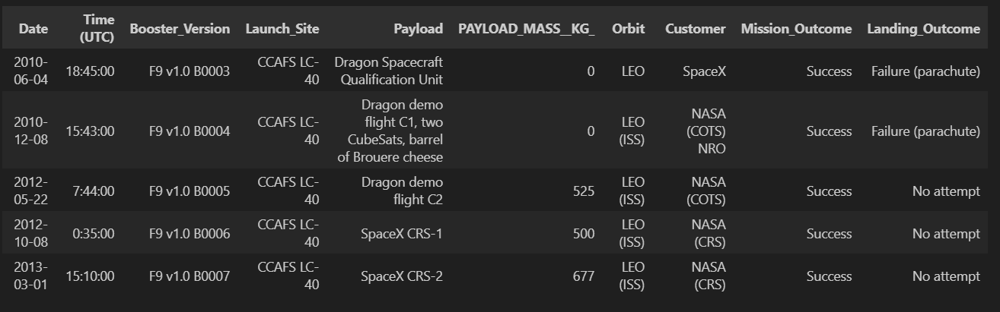 Date Time (UTC) Booster_Version Launch_Site Payload PAYLOAD_MASS__KG_ Orbit Customer Mission_Outcome Landing_Outcome
2010-06-04 18:45:00 F9 v1.0 B0003 CCAFS LC-40 Dragon Spacecraft Qualification Unit 0 LEO SpaceX Success Failure (parachute)
2010-12-08 15:43:00 F9 v1.0 B0004 CCAFS LC-40 Dragon demo flight C1, two CubeSats, barrel of Brouere cheese 0 LEO (ISS) NASA (COTS) NRO Success Failure (parachute)
2012-05-22 7:44:00 F9 v1.0 B0005 CCAFS LC-40 Dragon demo flight C2 525 LEO (ISS) NASA (COTS) Success No attempt
2012-10-08 0:35:00 F9 v1.0 B0006 CCAFS LC-40 SpaceX CRS-1 500 LEO (ISS) NASA (CRS) Success No attempt
2013-03-01 15:10:00 F9 v1.0 B0007 CCAFS LC-40 SpaceX CRS-2 677 LEO (ISS) NASA (CRS) Success No attempt